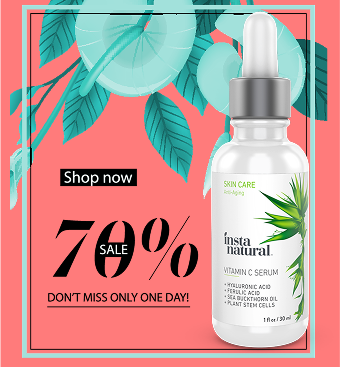 Shop now
70%
SALE
DON'T MISS ONLY ONE DAY!
SKIN CARE
Anti-Aging
insta
natural
VITAMIN C SERUM
• HYALURONIC ACID
• FERULIC ACID
• SEA BUCKTHORN OIL
• PLANT STEM CELLS
1 fl oz / 30 ml